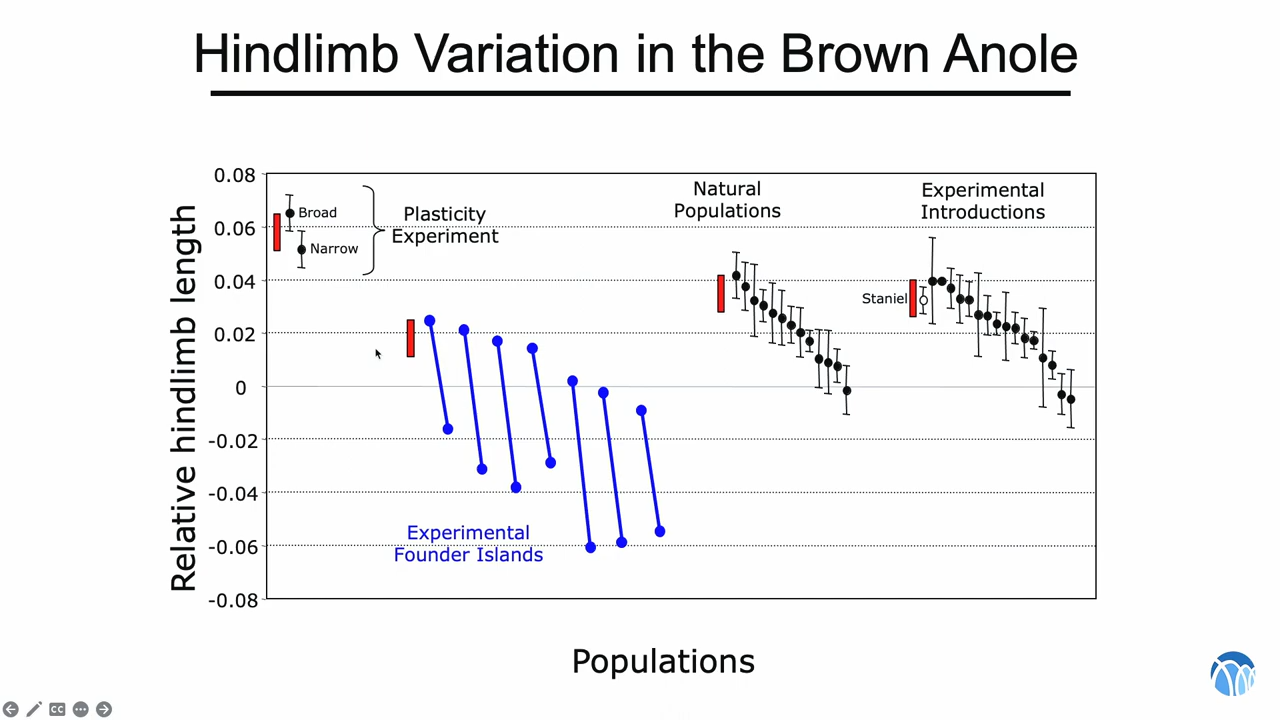 Hindlimb Variation in the Brown Anole
Relative hindlimb length
0.08
0.06
0.04
0.02
0
-0.02
-0.04
-0.06
-0.08
Broad
Narrow
Plasticity
Experiment
Experimental
Founder Islands
Natural
Populations
Experimental
Introductions
Staniel
Populations
CC